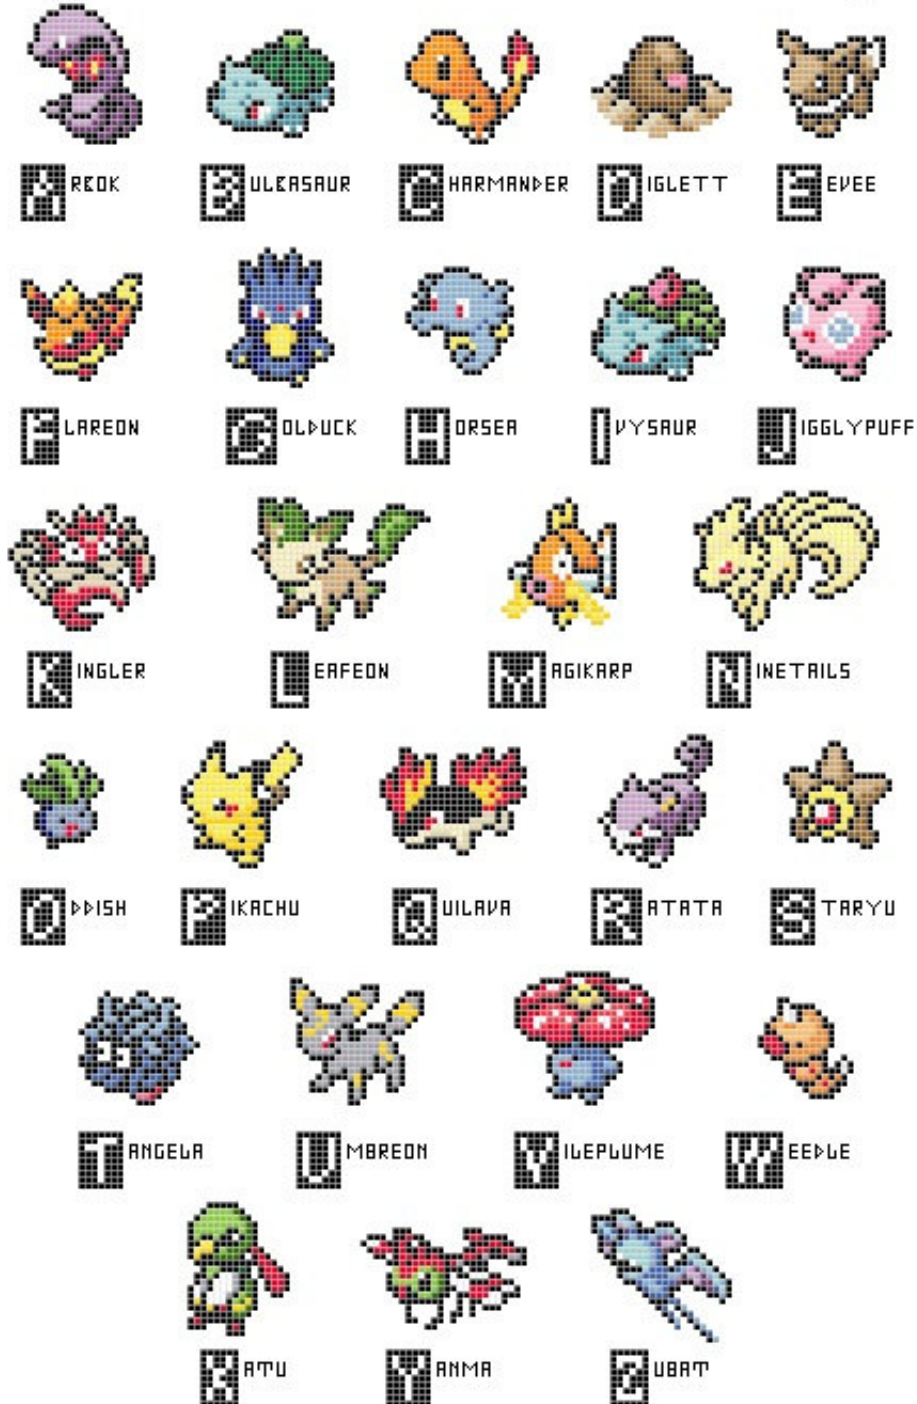 ARBOK BULBASAUR CHARMANDER DIGLETT EEVEE
FLAREON GOLDUCK HORSEA IVYSAUR JIGGLYPUFF
KINGLER LEAFEON MAGIKARP NINETAILS
ODDISH PIKACHU QUILAVA RATATA STARYU
TANGELA UMBREON VILEPLUME WEEDLE
XATU YANMA ZUBAT